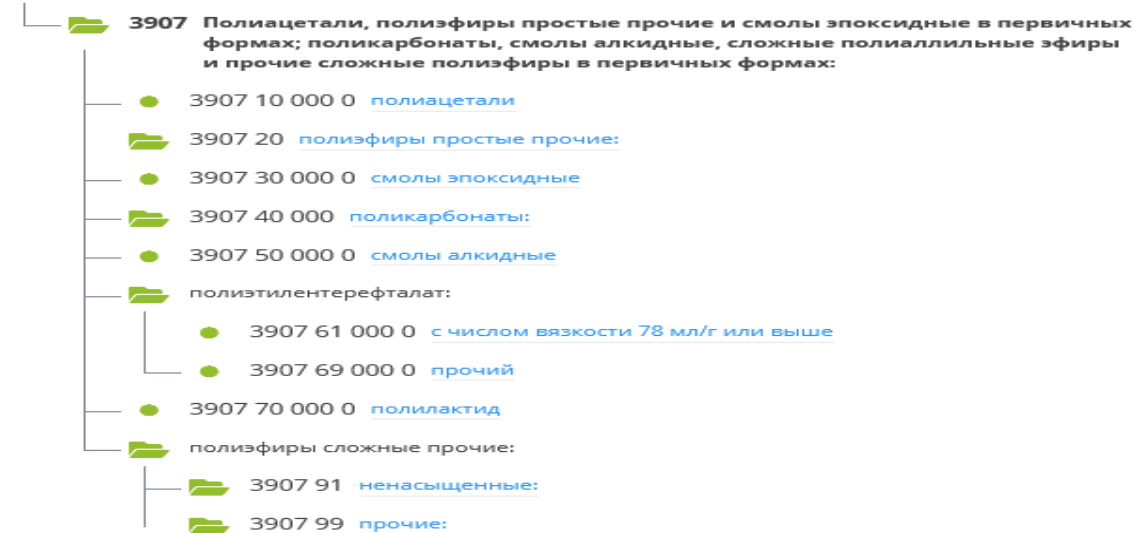 3907 Полиацетали, полиэфиры простые прочие и смолы эпоксидные в первичных
формах; поликарбонаты, смолы алкидные, сложные полиаллильные эфиры
и прочие сложные полиэфиры в первичных формах:
3907 10 000 0 полиацетали
3907 20 полиэфиры простые прочие:
3907 30 000 0 смолы эпоксидные
3907 40 000 поликарбонаты:
3907 50 000 0 смолы алкидные
полиэтилентерефталат:
3907 61 000 0 с числом вязкости 78 мл/г или выше
3907 69 000 0 прочий
3907 70 000 0 полилактид
полиэфиры сложные прочие:
3907 91 ненасыщенные:
3907 99 прочие: